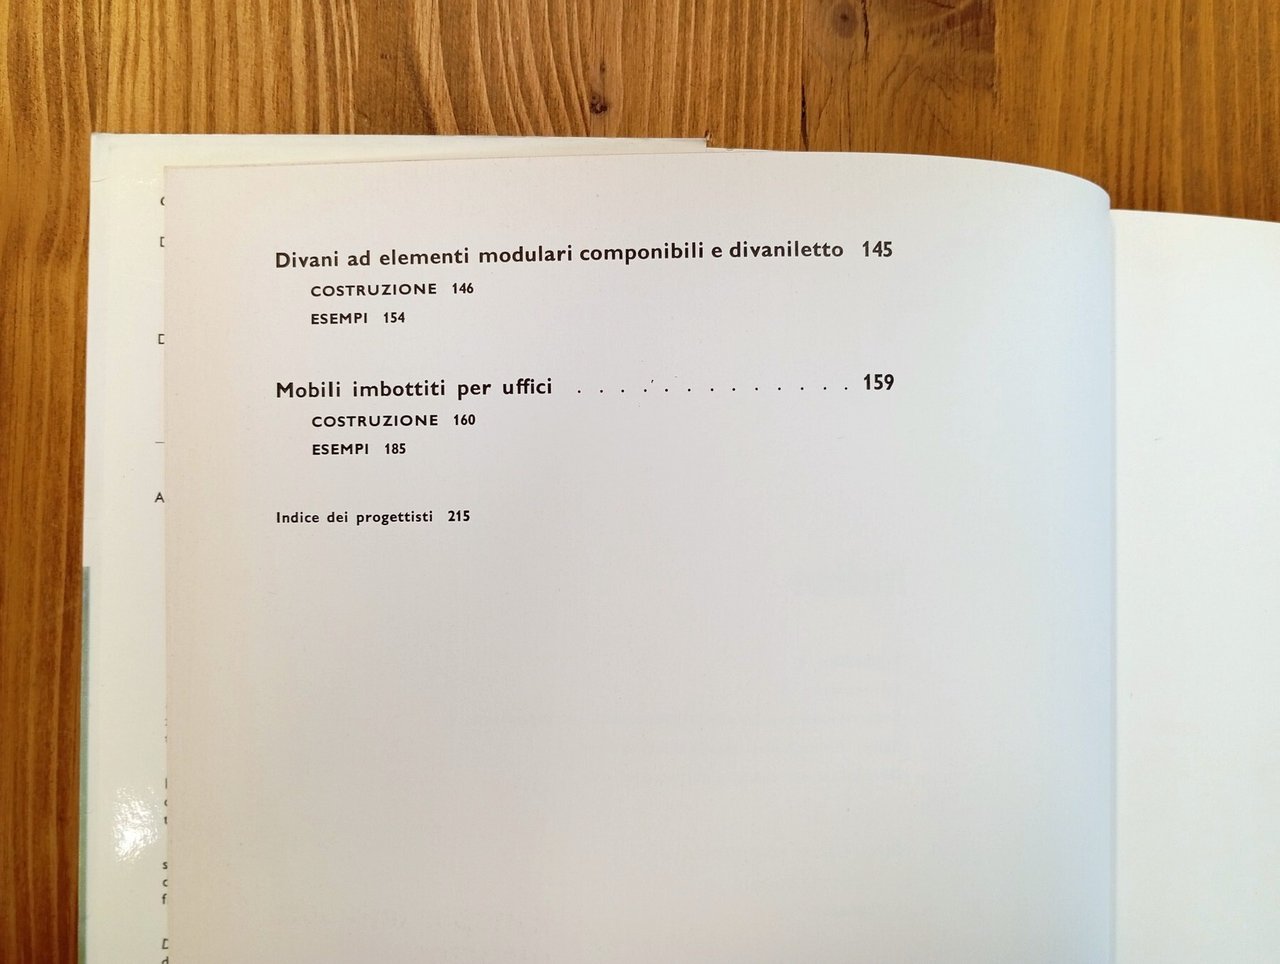 Divani ad elementi modulari componibili e divaniletto 145
COSTRUZIONE 146
ESEMPI 154
Mobili imbottiti per uffici . . . . . . . . . . . . . 159
COSTRUZIONE 160
ESEMPI 185
Indice dei progettisti 215